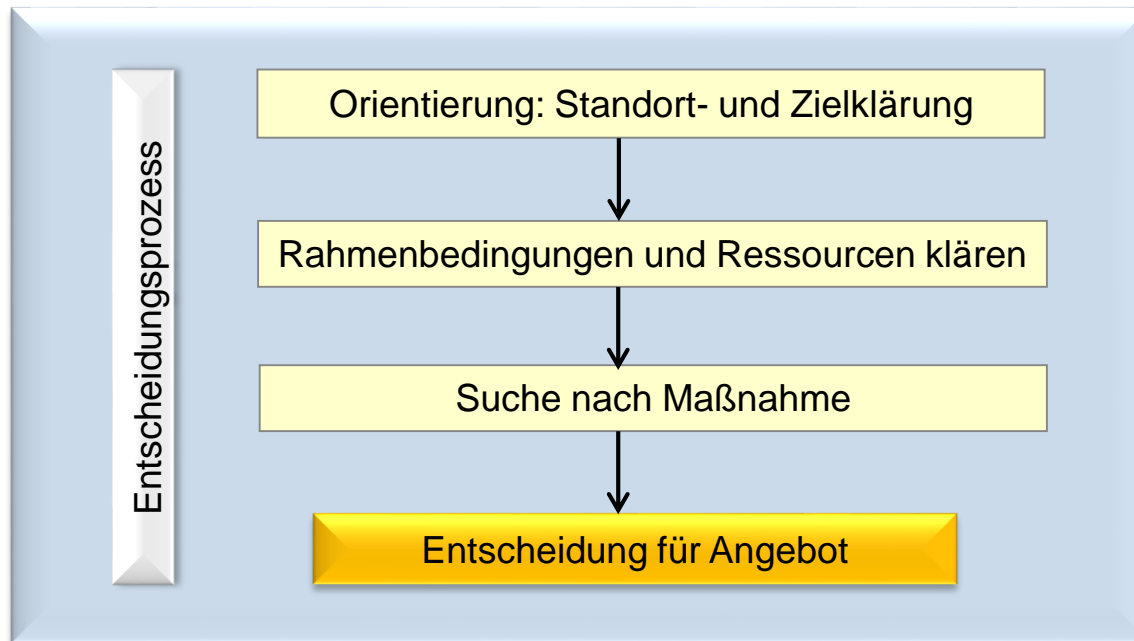 Entscheidungsprozess
Orientierung: Standort- und Zielklärung
Rahmenbedingungen und Ressourcen klären
Suche nach Maßnahme
Entscheidung für Angebot